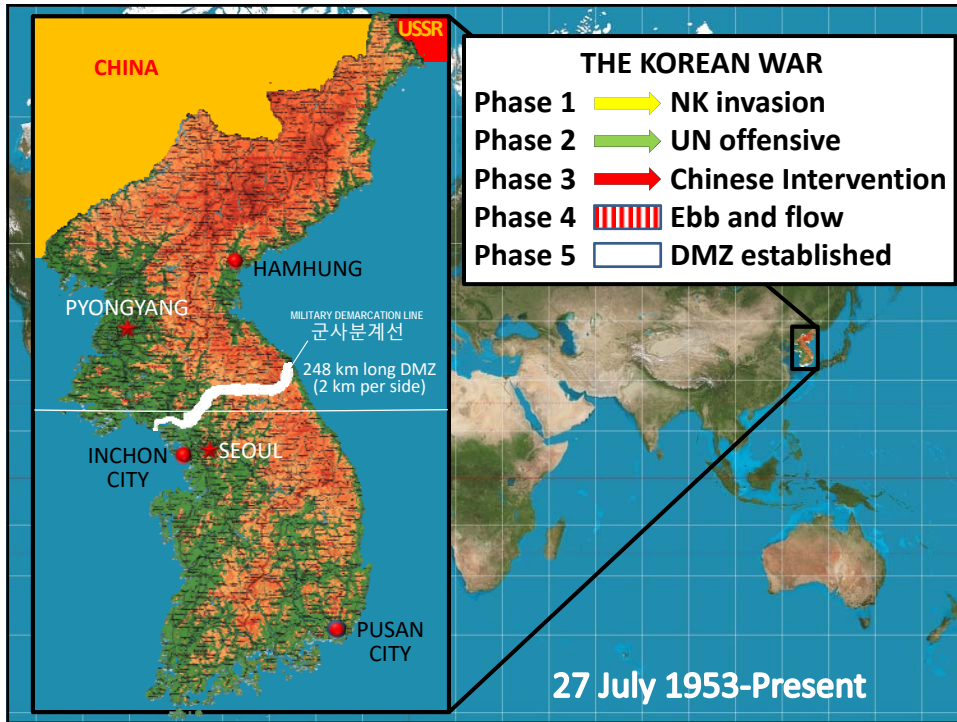 USSR
CHINA
THE KOREAN WAR
Phase 1 NK invasion
Phase 2 UN offensive
Phase 3 Chinese Intervention
Phase 4 Ebb and flow
Phase 5 DMZ established
HAMHUNG
PYONGYANG
MILITARY DEMARCATION LINE
군사분계선
248 km long DMZ
(2 km per side)
INCHON
CITY
SEOUL
PUSAN
CITY
27 July 1953-Present